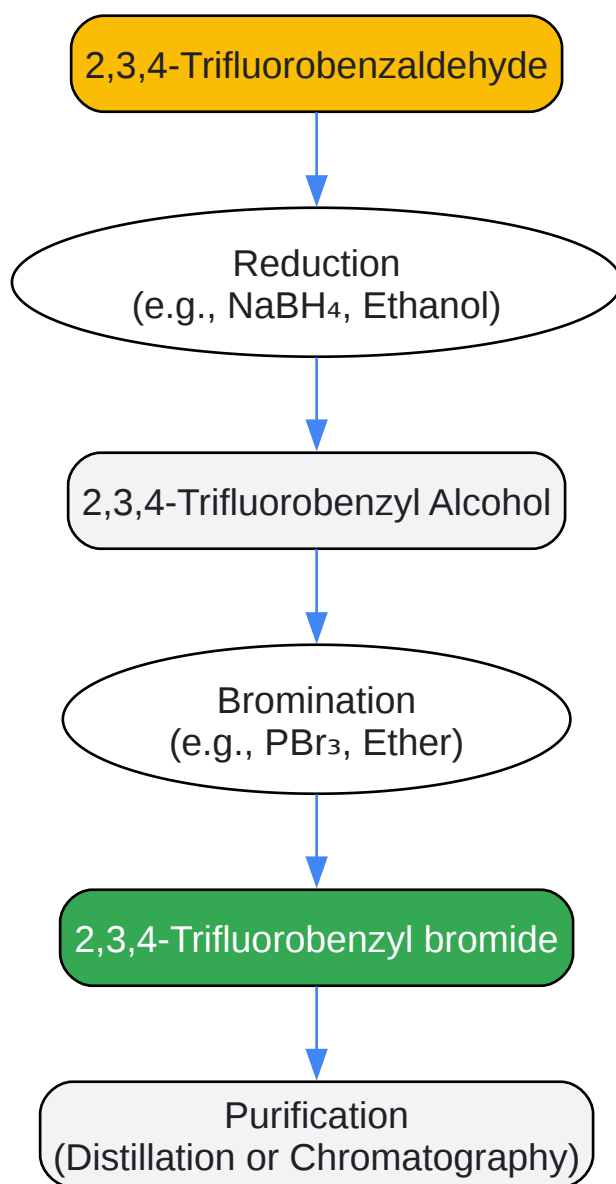 2,3,4-Trifluorobenzaldehyde
Reduction
(e.g., NaBH₄, Ethanol)
2,3,4-Trifluorobenzyl Alcohol
Bromination
(e.g., PBr₃, Ether)
2,3,4-Trifluorobenzyl bromide
Purification
(Distillation or Chromatography)